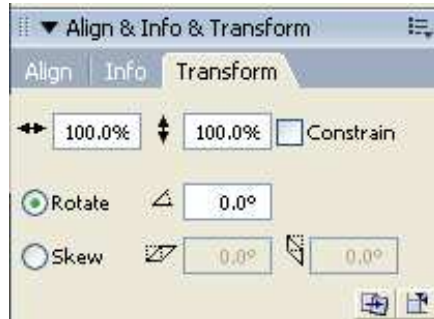 Align & Info & Transform
Align Info Transform
100.0% 100.0% Constrain
Rotate 0.0°
Skew 0.0° 0.0°